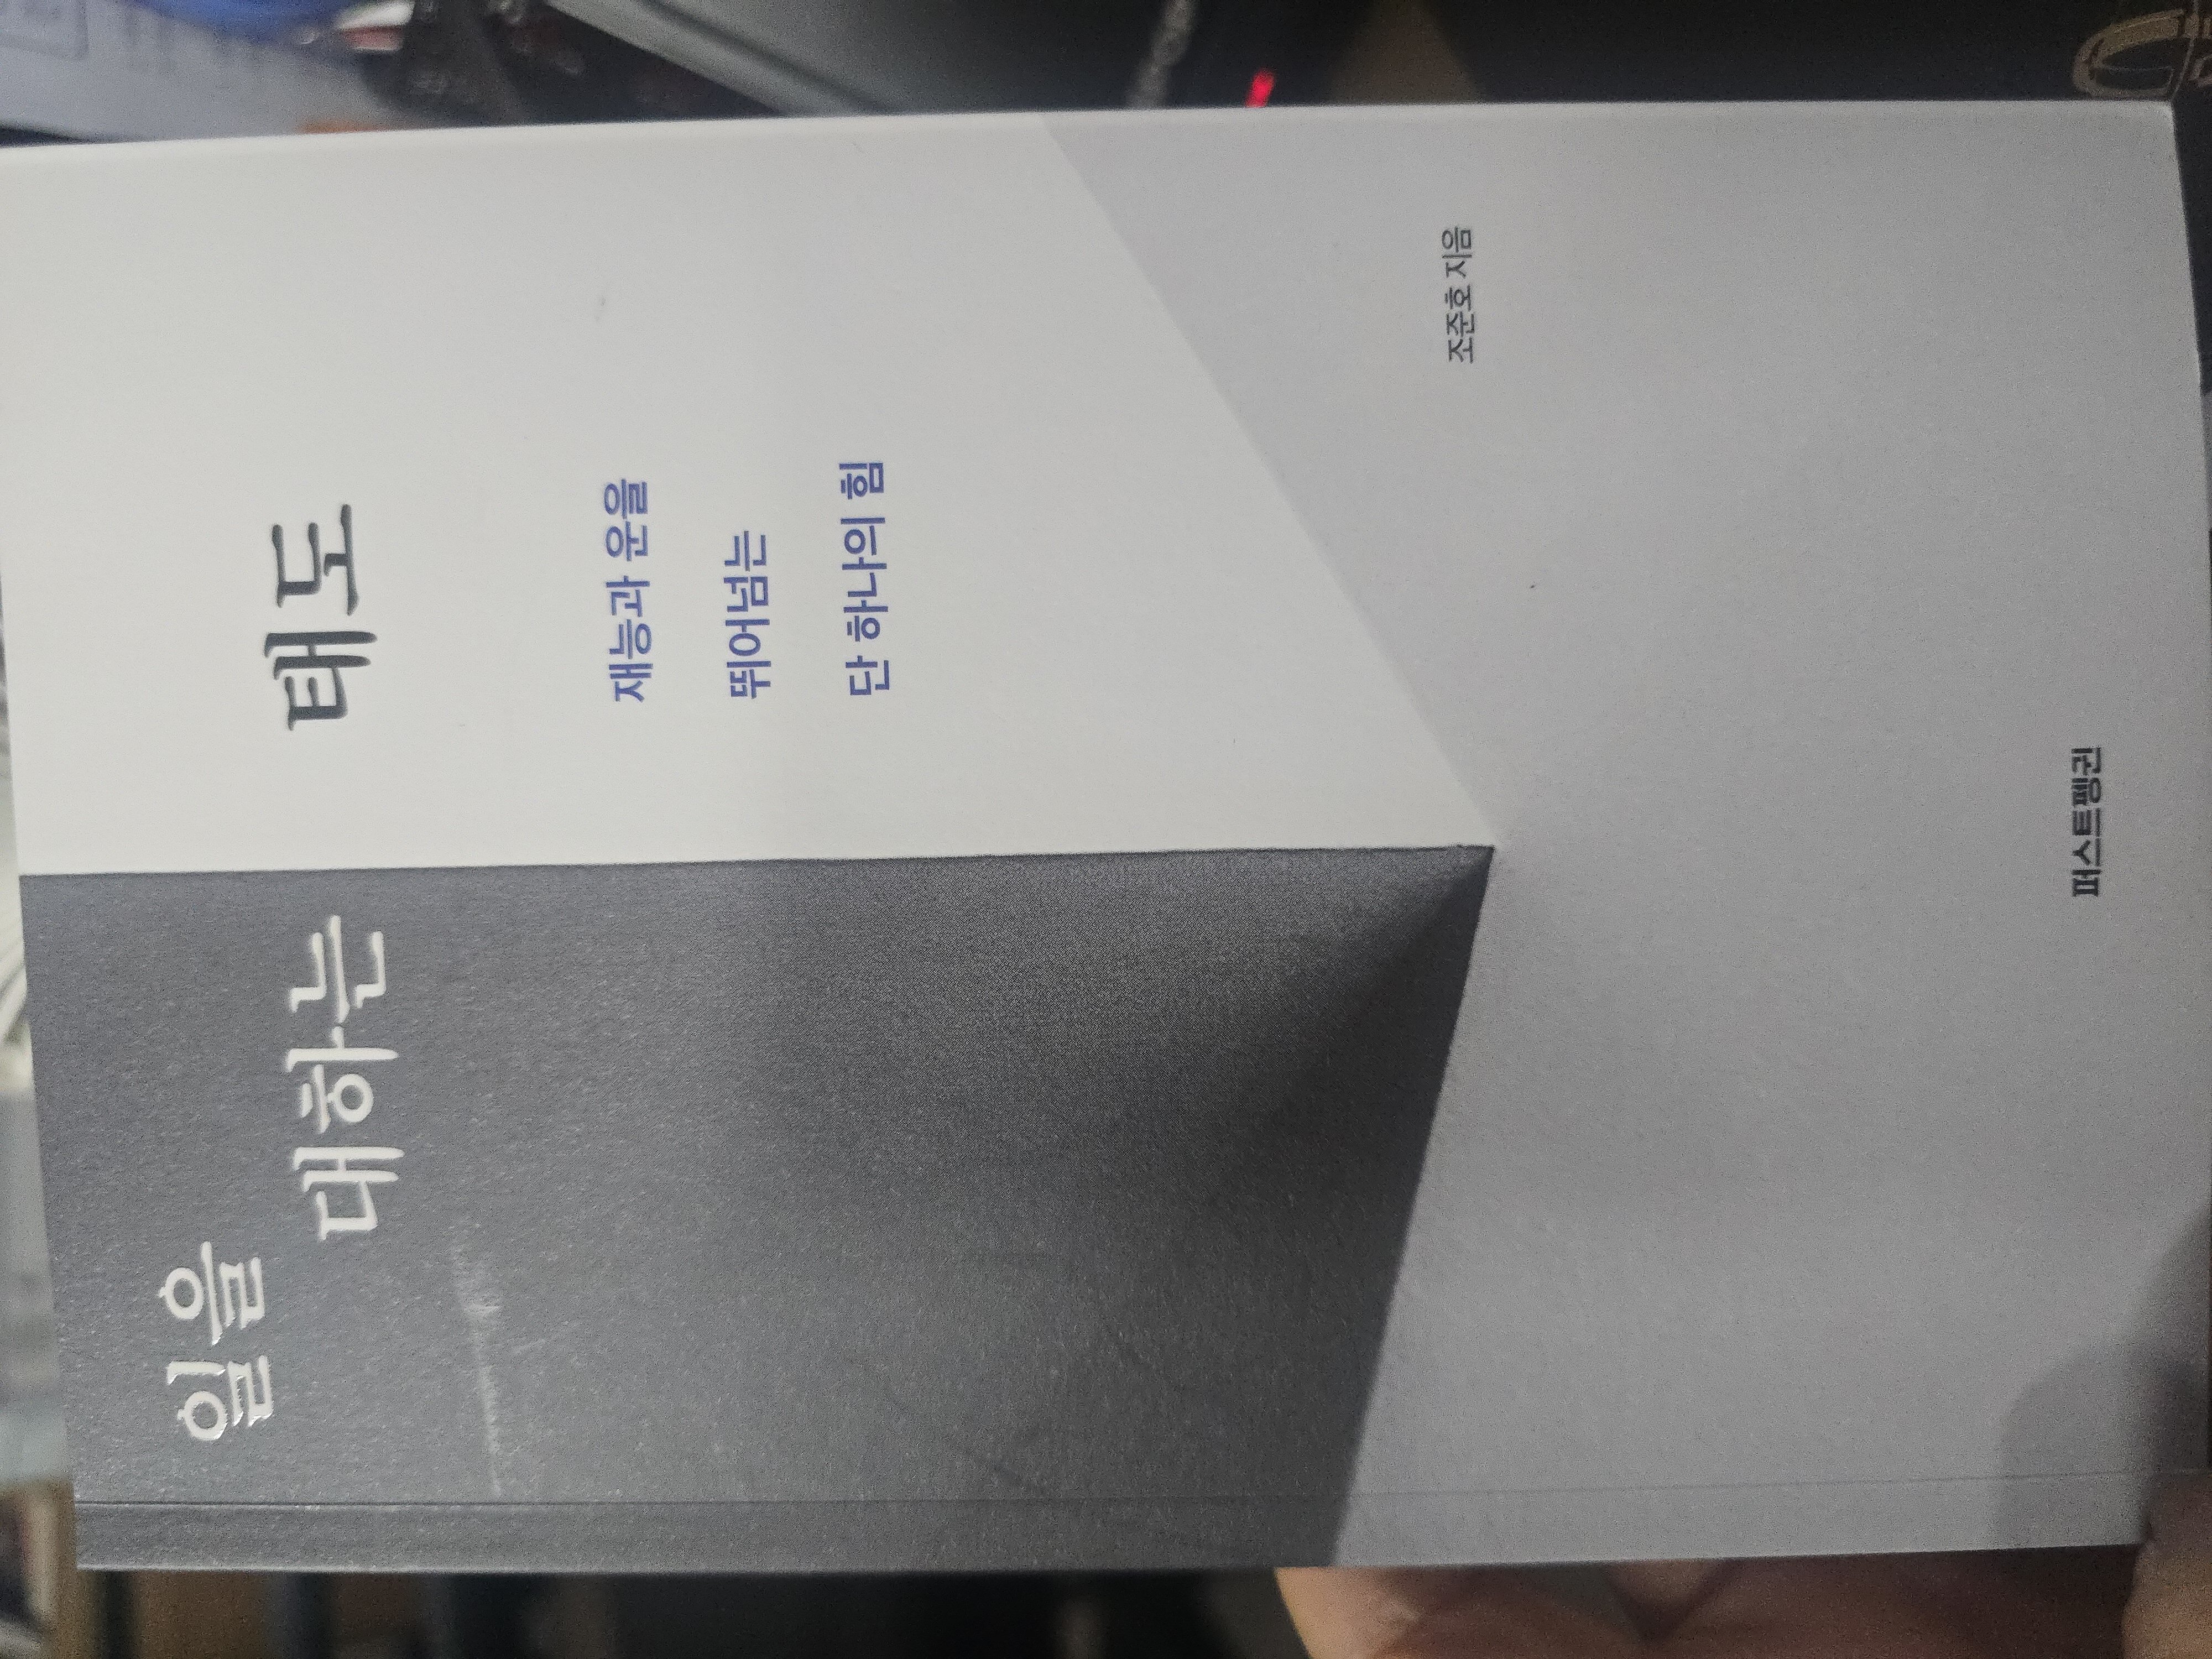 일을
대하는
태도
재능과 운을
뛰어넘는
단 하나의 힘
조준호 지음
퍼스트펭귄